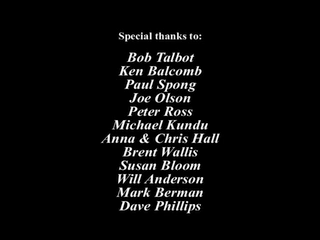 Special thanks to:
Bob Talbot
Ken Balcomb
Paul Spong
Joe Olson
Peter Ross
Michael Kundu
Anna & Chris Hall
Brent Wallis
Susan Bloom
Will Anderson
Mark Berman
Dave Phillips